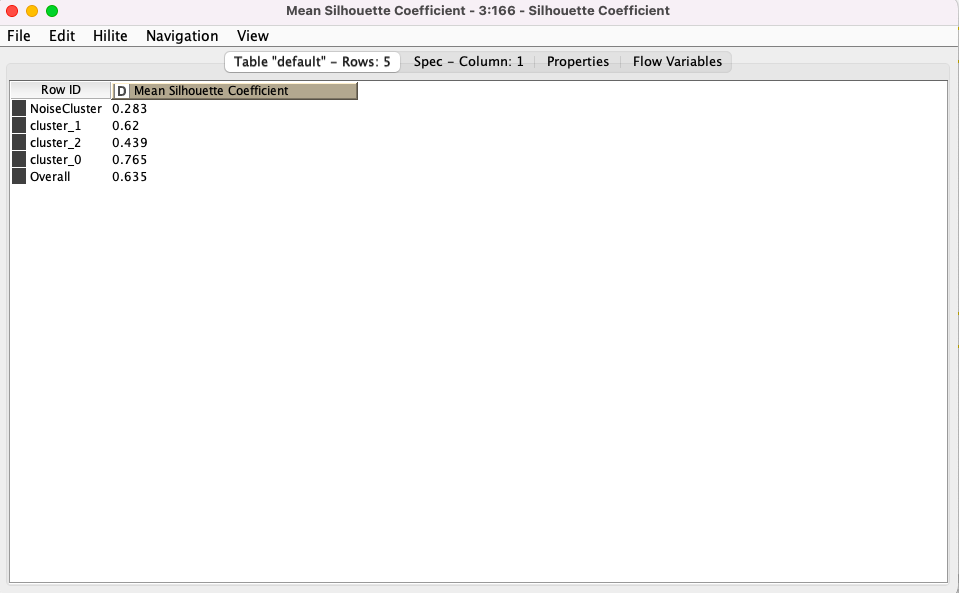 Mean Silhouette Coefficient - 3:166 - Silhouette Coefficient
File Edit Hilite Navigation View
Table "default" - Rows: 5 Spec - Column: 1 Properties Flow Variables
Row ID D Mean Silhouette Coefficient
NoiseCluster 0.283
cluster_1 0.62
cluster_2 0.439
cluster_0 0.765
Overall 0.635